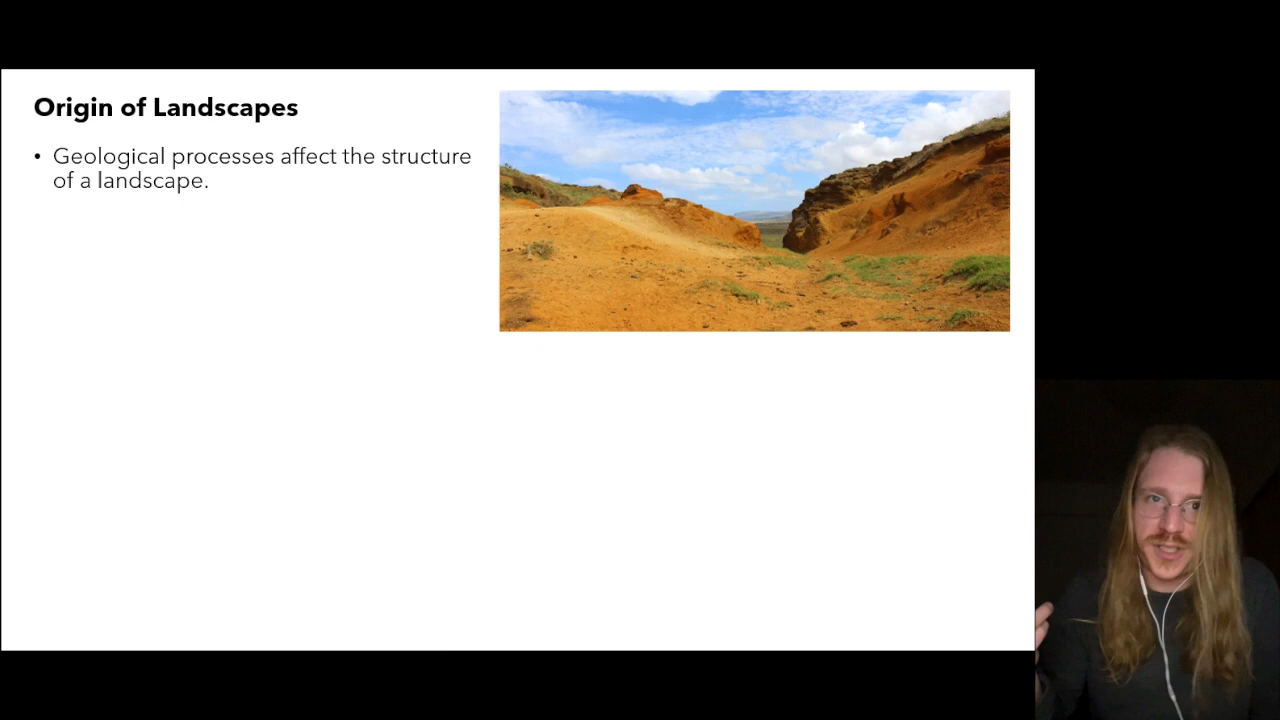 Origin of Landscapes
• Geological processes affect the structure
of a landscape.